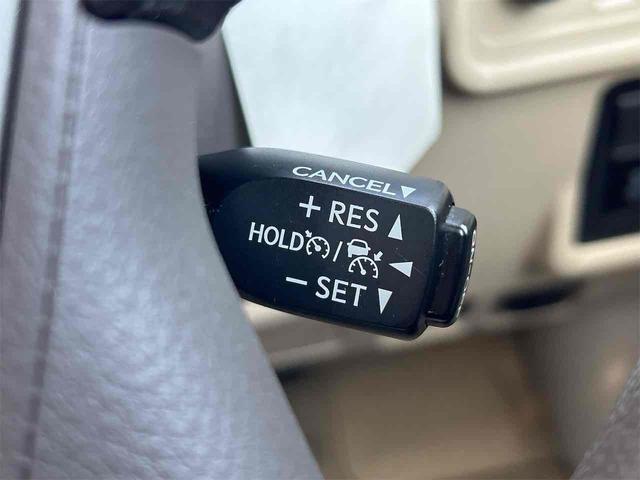 CANCEL▼
+ RES ▲
HOLD /
− SET ▼